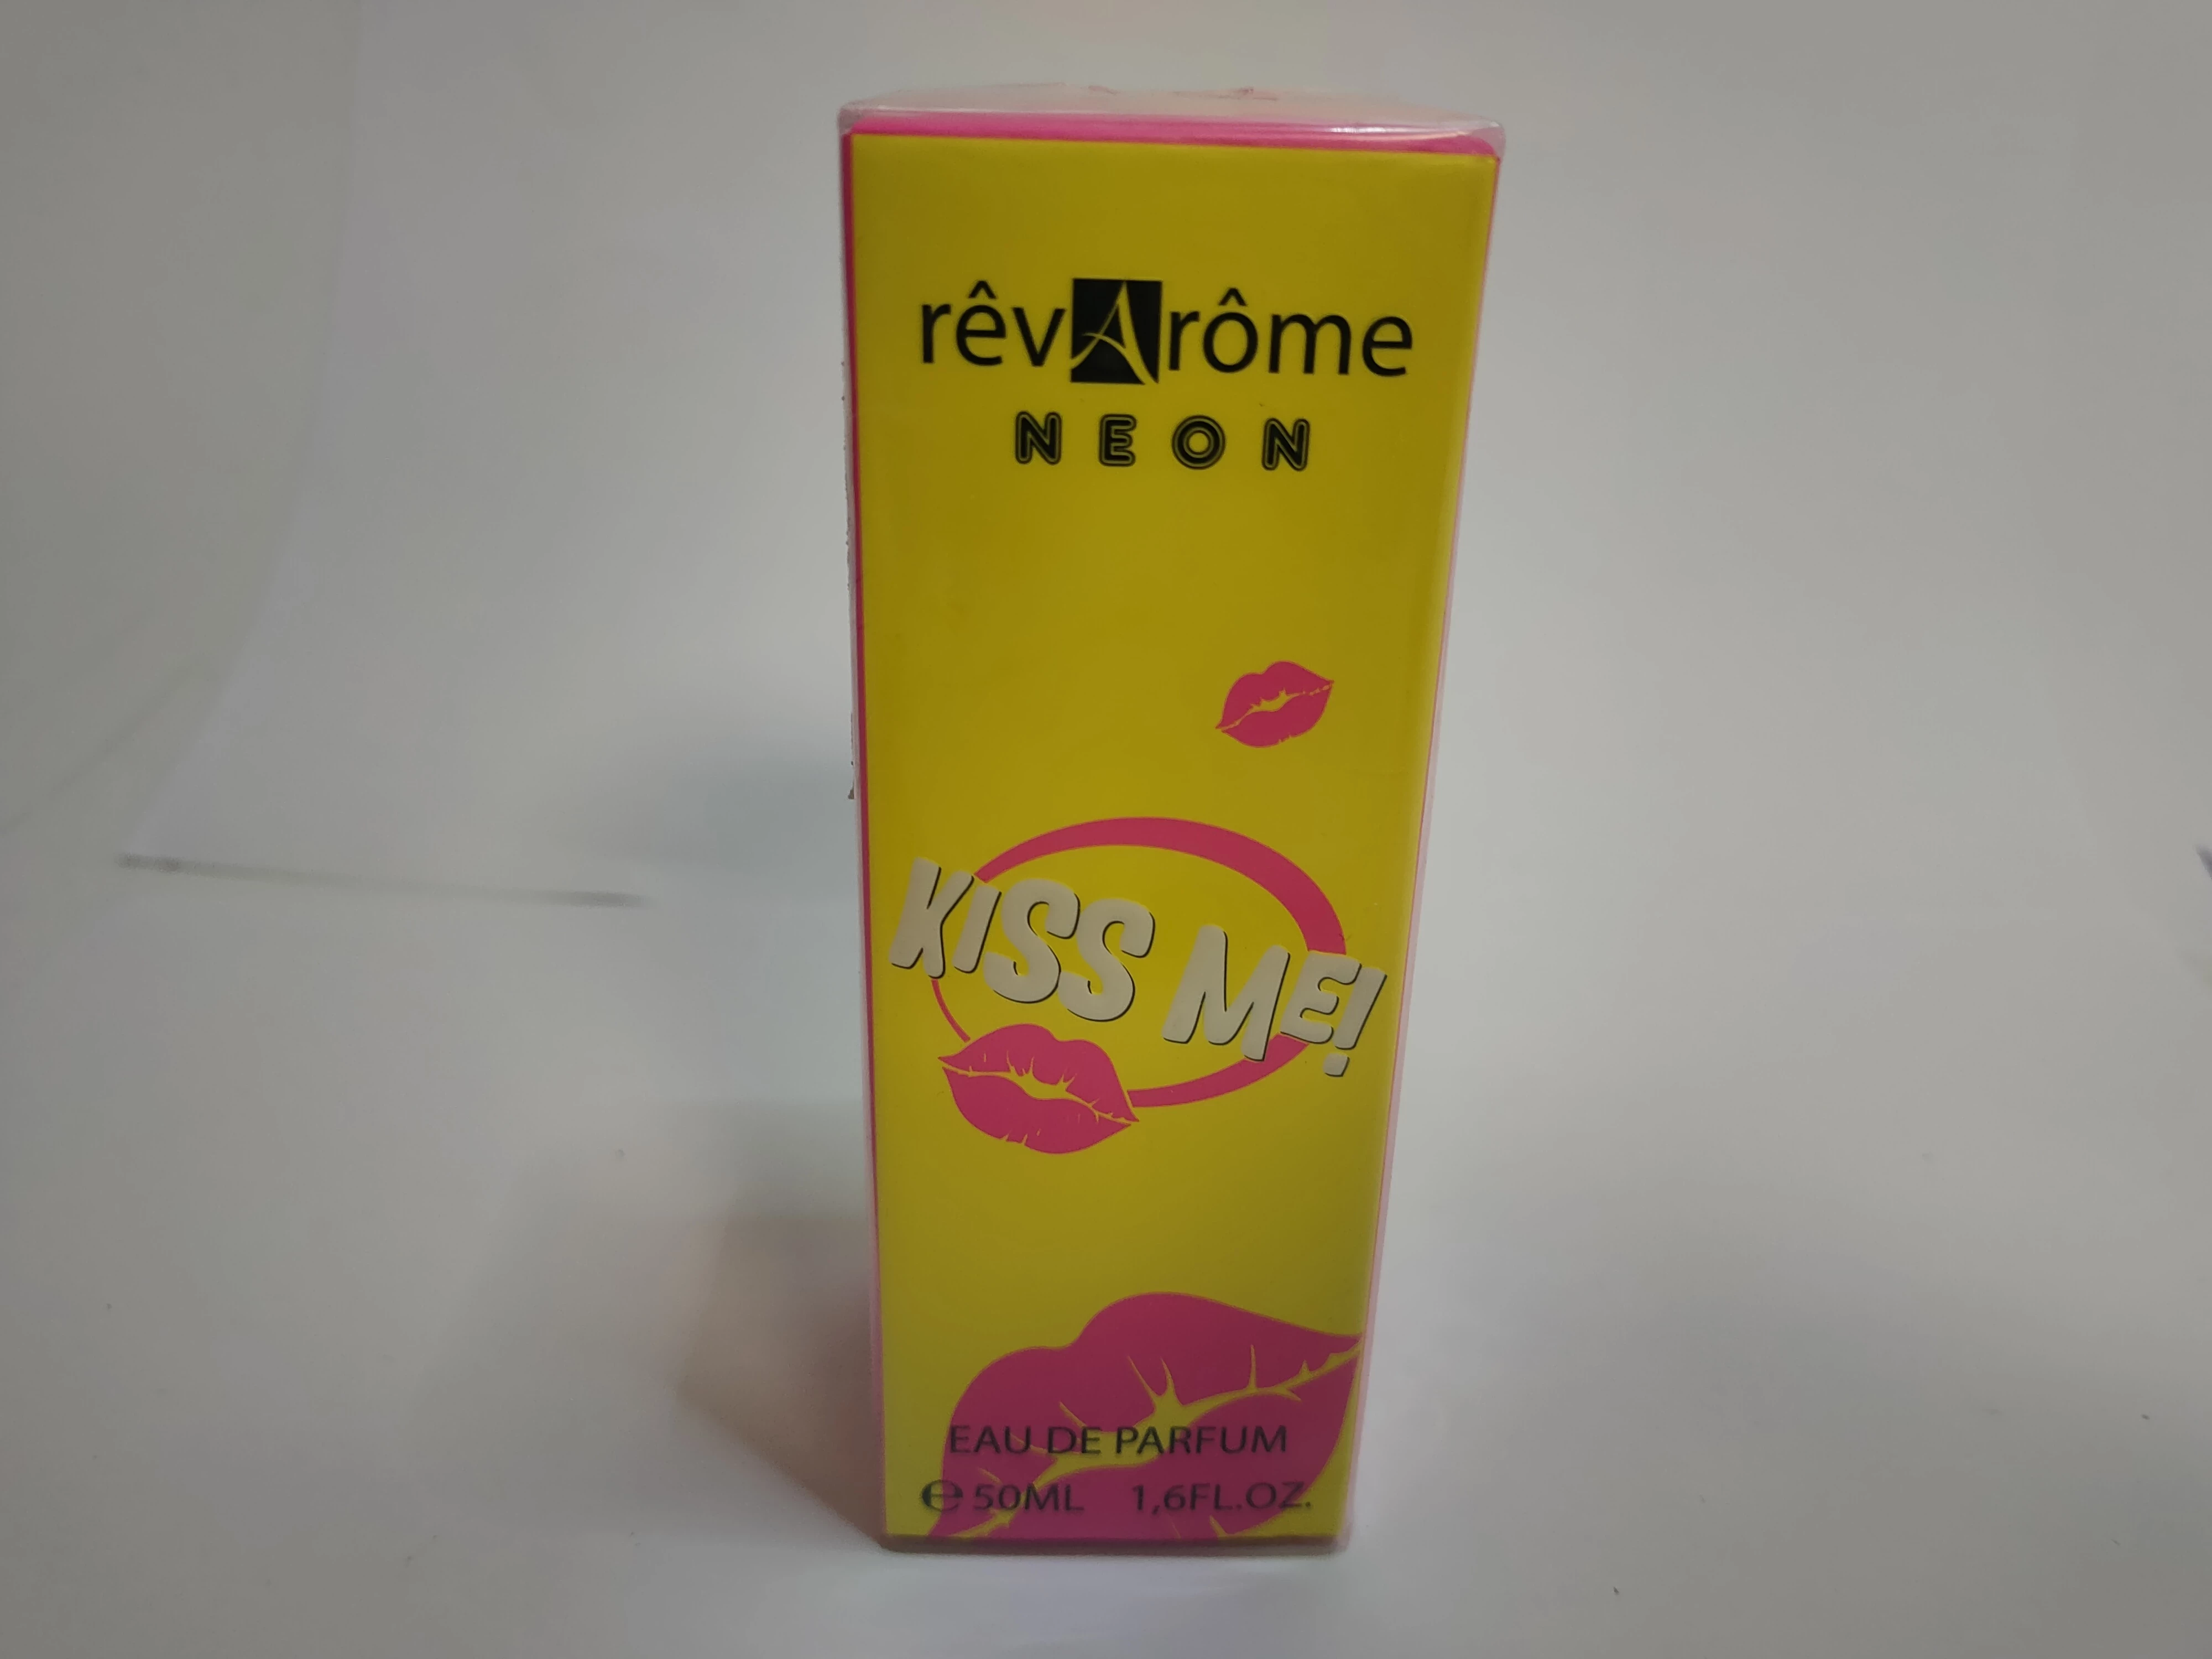 rêvArôme
NEON
KISS ME!
EAU DE PARFUM
℮ 50ML 1,6FL.OZ.